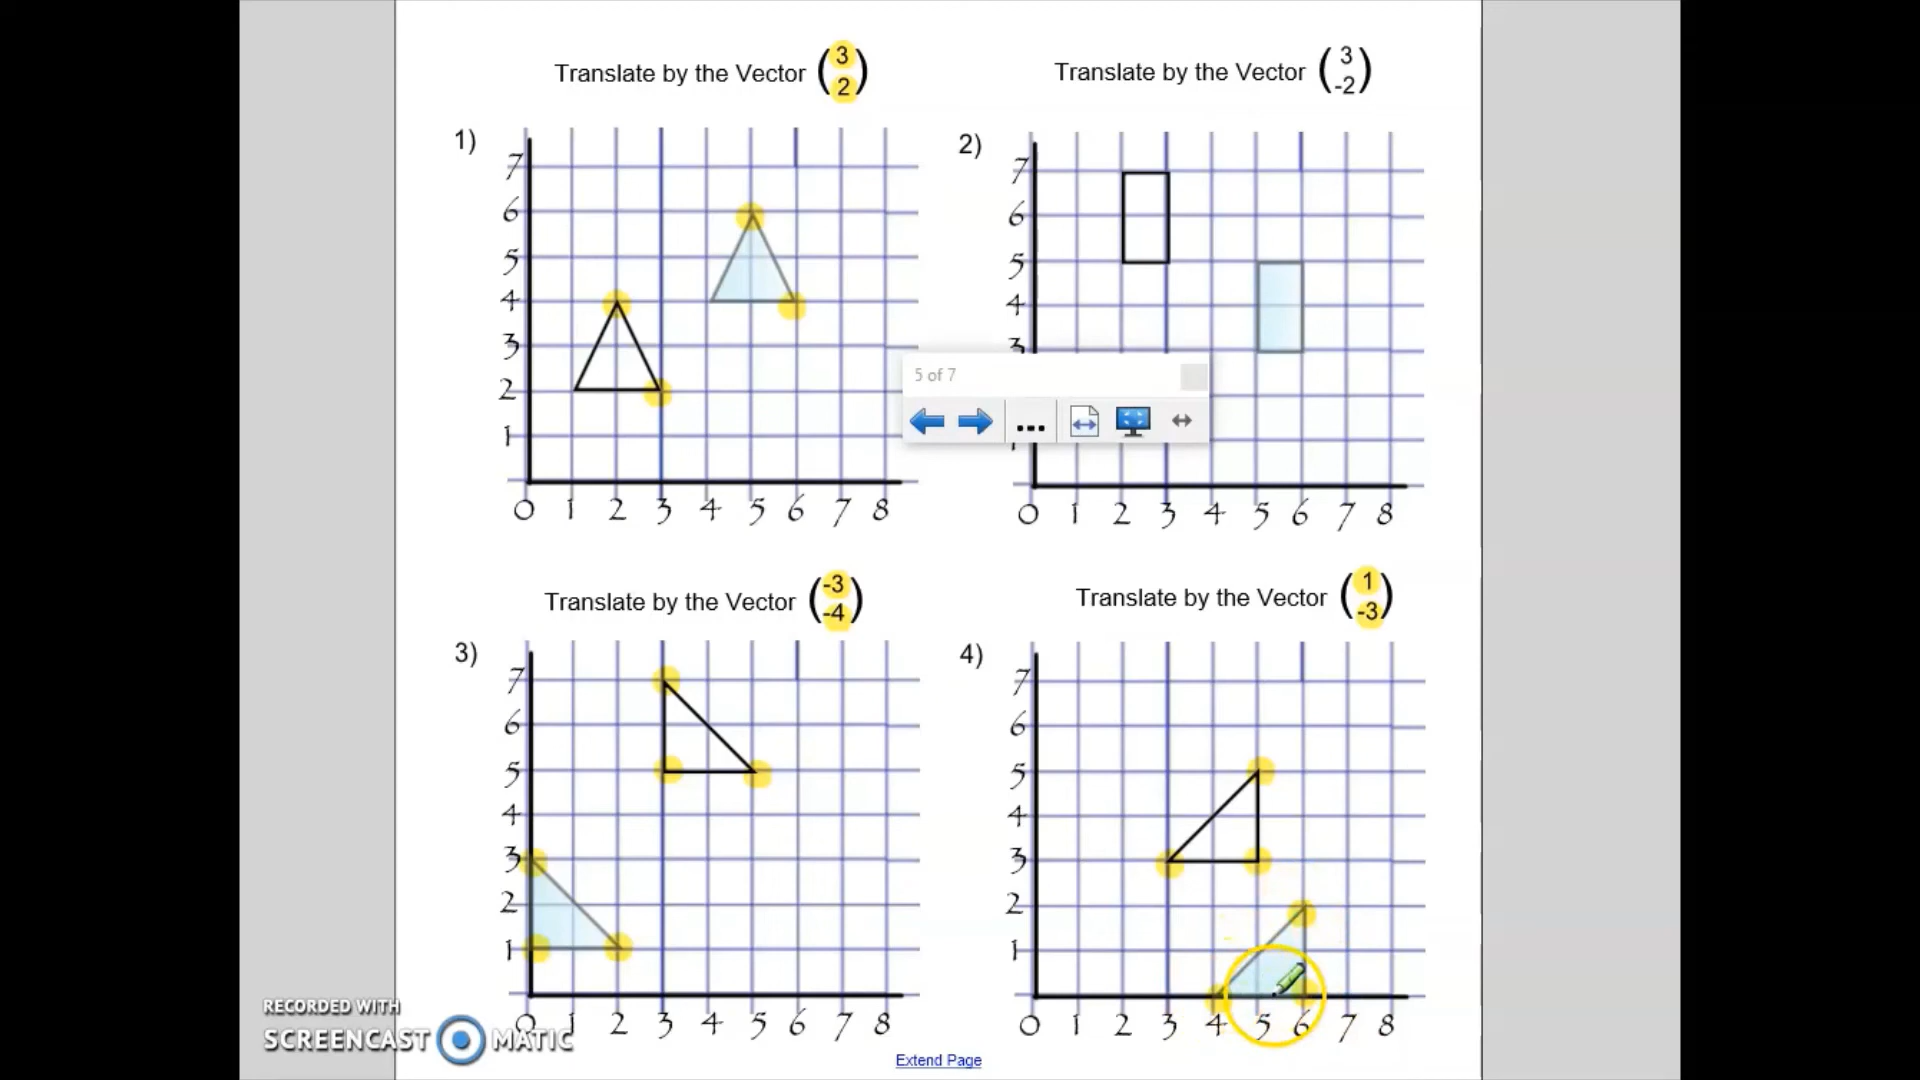 Translate by the Vector (3
2)
Translate by the Vector (3
-2)
1)
7
6
5
4
3
2
1
0 1 2 3 4 5 6 7 8
2)
7
6
5
4
3
0 1 2 3 4 5 6 7 8
5 of 7
...
Translate by the Vector (-3
-4)
Translate by the Vector (1
-3)
3)
7
6
5
4
3
2
1
0 1 2 3 4 5 6 7 8
4)
7
6
5
4
3
2
1
0 1 2 3 4 5 6 7 8
RECORDED WITH
SCREENCAST MATIC
Extend Page